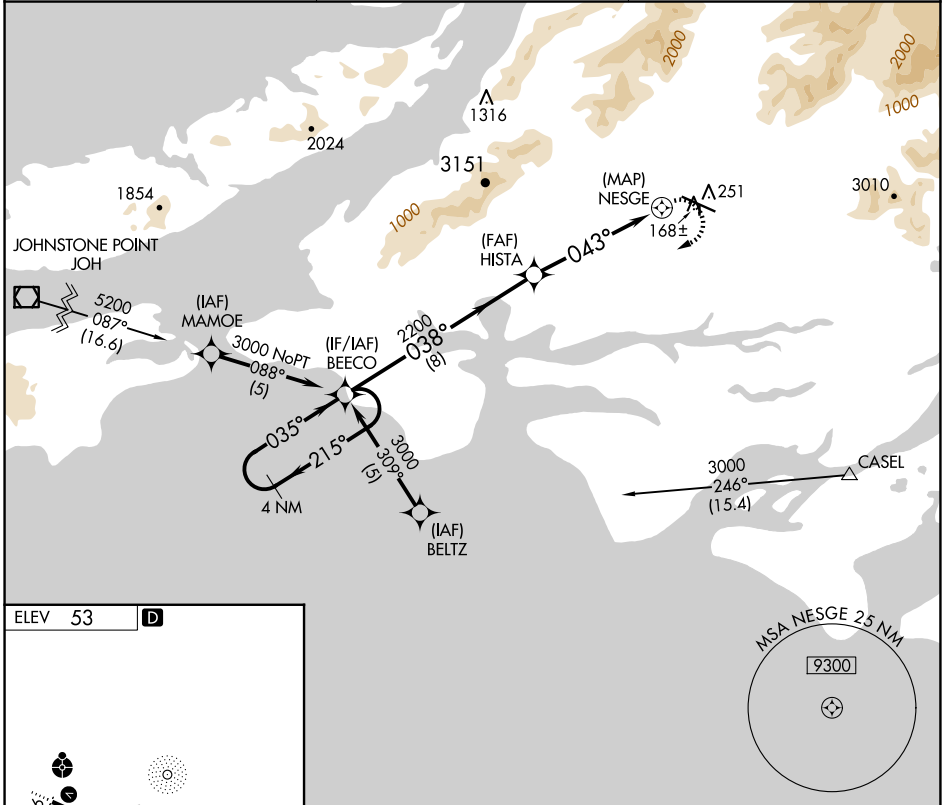 2000
2000
1000
1316
2024
3151
1854
1000
(MAP)
NESGE
251
168±
3010
(FAF)
HISTA
043°
JOHNSTONE POINT
JOH
5200
087°
(16.6)
(IAF)
MAMOE
3000 NoPT
088°
(5)
(IF/IAF)
BEECO
2200
038°
(8)
035°
215°
4 NM
3000
309°
(5)
(IAF)
BELTZ
CASEL
3000
246°
(15.4)
ELEV 53
D
MSA NESGE 25 NM
9300